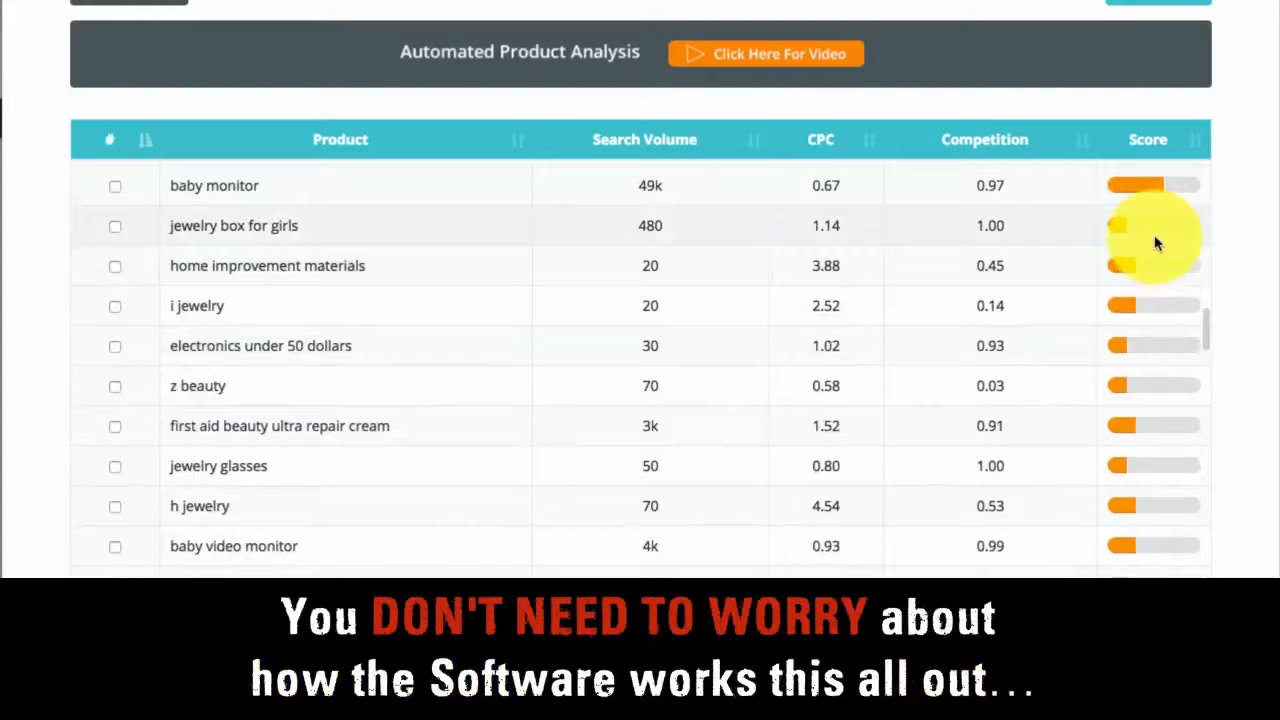 Automated Product Analysis Click Here For Video
# Product Search Volume CPC Competition Score
baby monitor 49k 0.67 0.97
jewelry box for girls 480 1.14 1.00
home improvement materials 20 3.88 0.45
i jewelry 20 2.52 0.14
electronics under 50 dollars 30 1.02 0.93
z beauty 70 0.58 0.03
first aid beauty ultra repair cream 3k 1.52 0.91
jewelry glasses 50 0.80 1.00
h jewelry 70 4.54 0.53
baby video monitor 4k 0.93 0.99
You DON'T NEED TO WORRY about
how the Software works this all out...